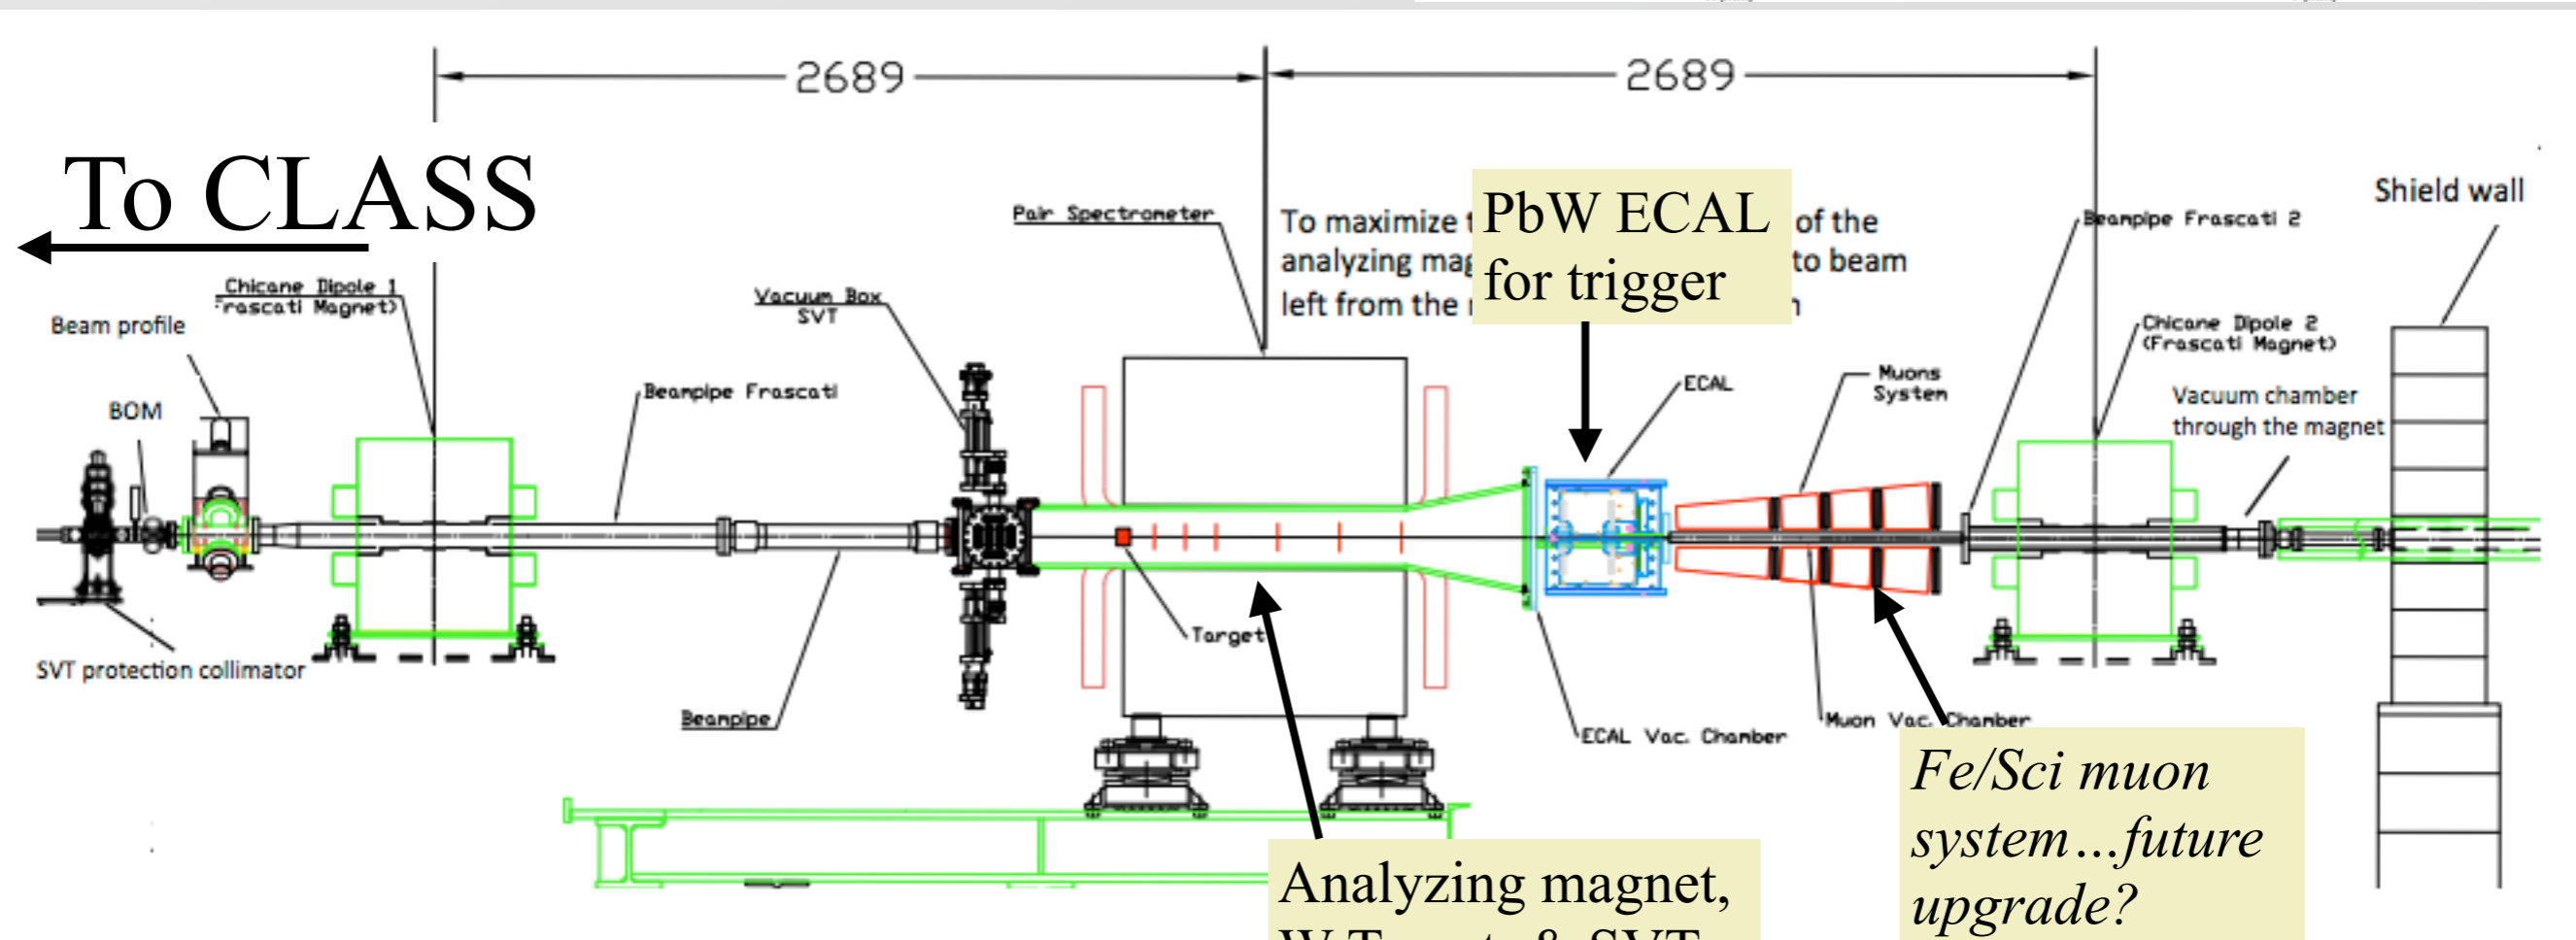 2689
2689
To CLASS
Shield wall
Pair Spectrometer
PbW ECAL
for trigger
To maximize
of the
analyzing
to beam
left from the
Beampipe Frascati 2
Chicane Dipole 1
Frascati Magnet)
Vacuum Box
SVT
Beam profile
Chicane Dipole 2
(Frascati Magnet)
Beampipe Frascati
ECAL
Muons
System
Vacuum chamber
through the magnet
BOM
Target
SVT protection collimator
Beampipe
ECAL Vac. Chamber
Muon Vac. Chamber
Fe/Sci muon
system...future
upgrade?
Analyzing magnet,